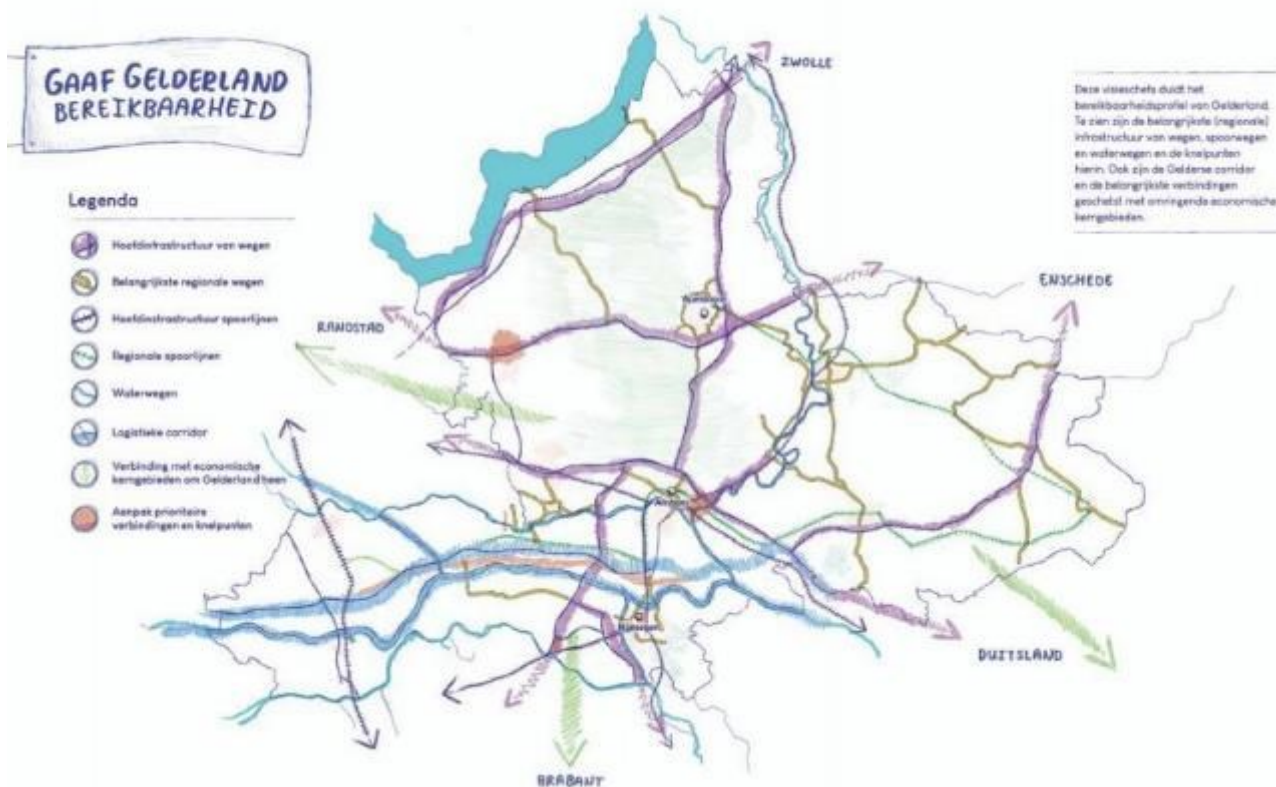 GAAF GELDERLAND
BEREIKBAARHEID
ZWOLLE
Deze visieschets duidt het
bereikbaarheidsprofiel van Gelderland.
Te zien zijn de belangrijkste (regionale)
infrastructuur van wegen, spoorwegen
en waterwegen en de knelpunten
hierin. Ook zijn de Gelderse corridor
en de belangrijkste verbindingen
geschetst met omringende economische
kerngebieden.
Legenda
Hoofdinfrastructuur van wegen
Belangrijkste regionale wegen
Hoofdinfrastructuur spoorlijnen
Regionale spoorlijnen
Waterwegen
Logistieke corridor
Verbinding met economische
kerngebieden om Gelderland heen
Aanpak prioritaire
verbindingen en knelpunten
ENSCHEDE
RANDSTAD
Apeldoorn
Arnhem
Nijmegen
DUITSLAND
BRABANT